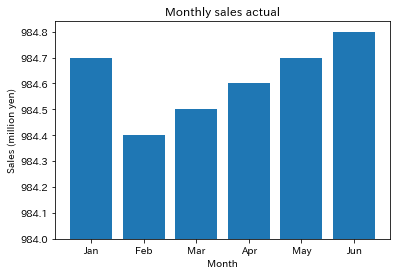 Monthly sales actual
Sales (million yen)
984.8
984.7
984.6
984.5
984.4
984.3
984.2
984.1
984.0
Jan Feb Mar Apr May Jun
Month